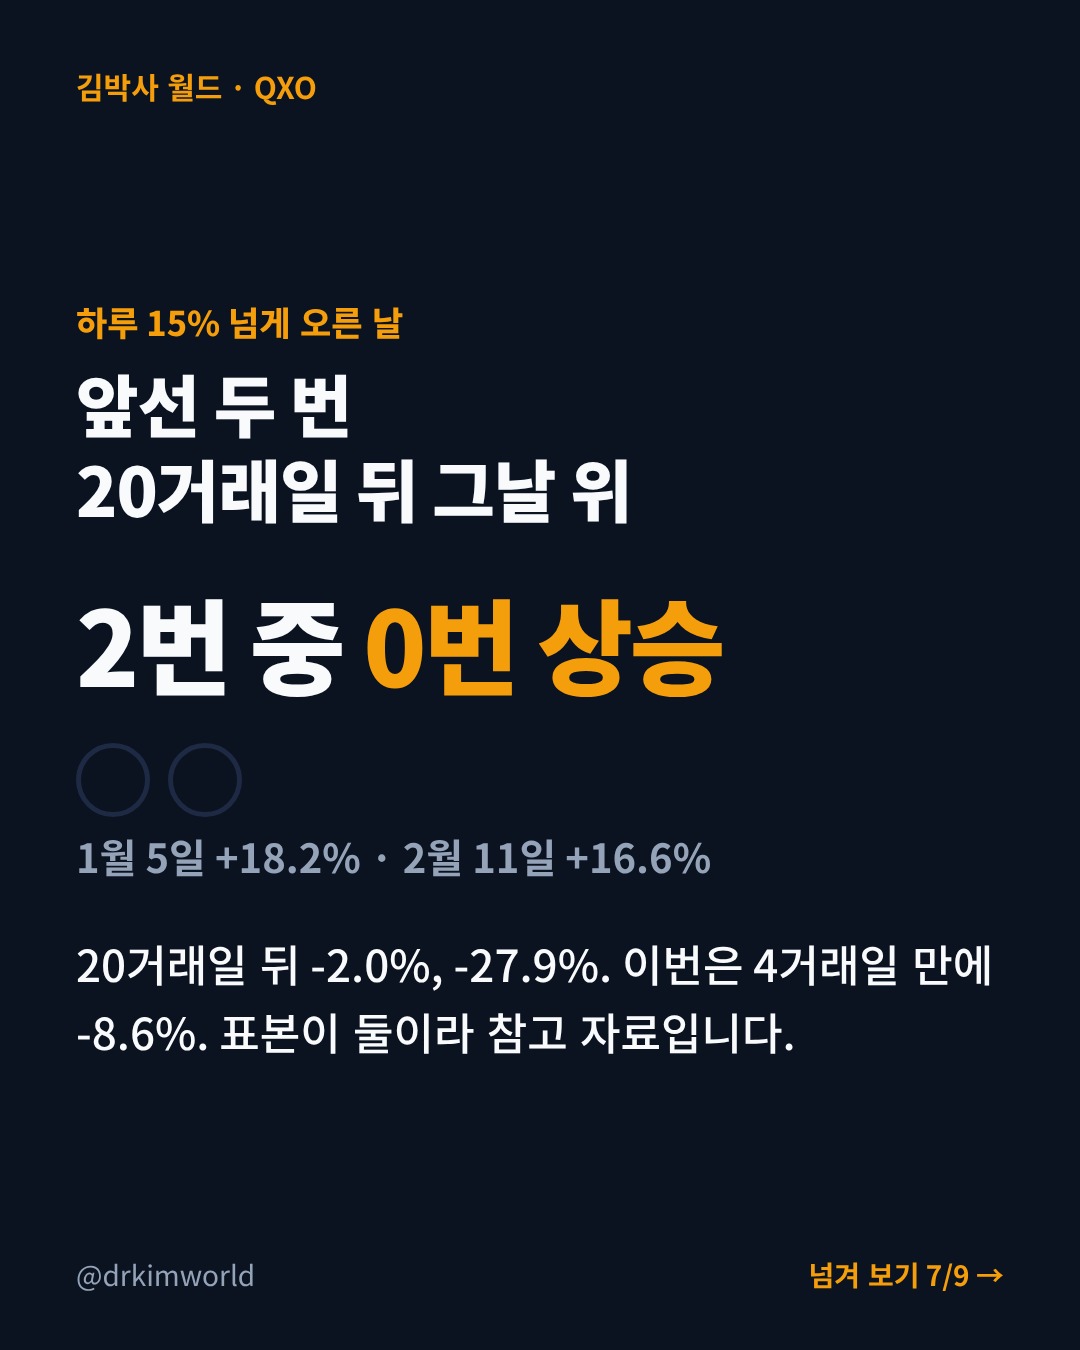 김박사 월드 · QXO
하루 15% 넘게 오른 날
앞선 두 번
20거래일 뒤 그날 위
2번 중 0번 상승
1월 5일 +18.2% · 2월 11일 +16.6%
20거래일 뒤 -2.0%, -27.9%. 이번은 4거래일 만에
-8.6%. 표본이 둘이라 참고 자료입니다.
@drkimworld
넘겨 보기 7/9 →